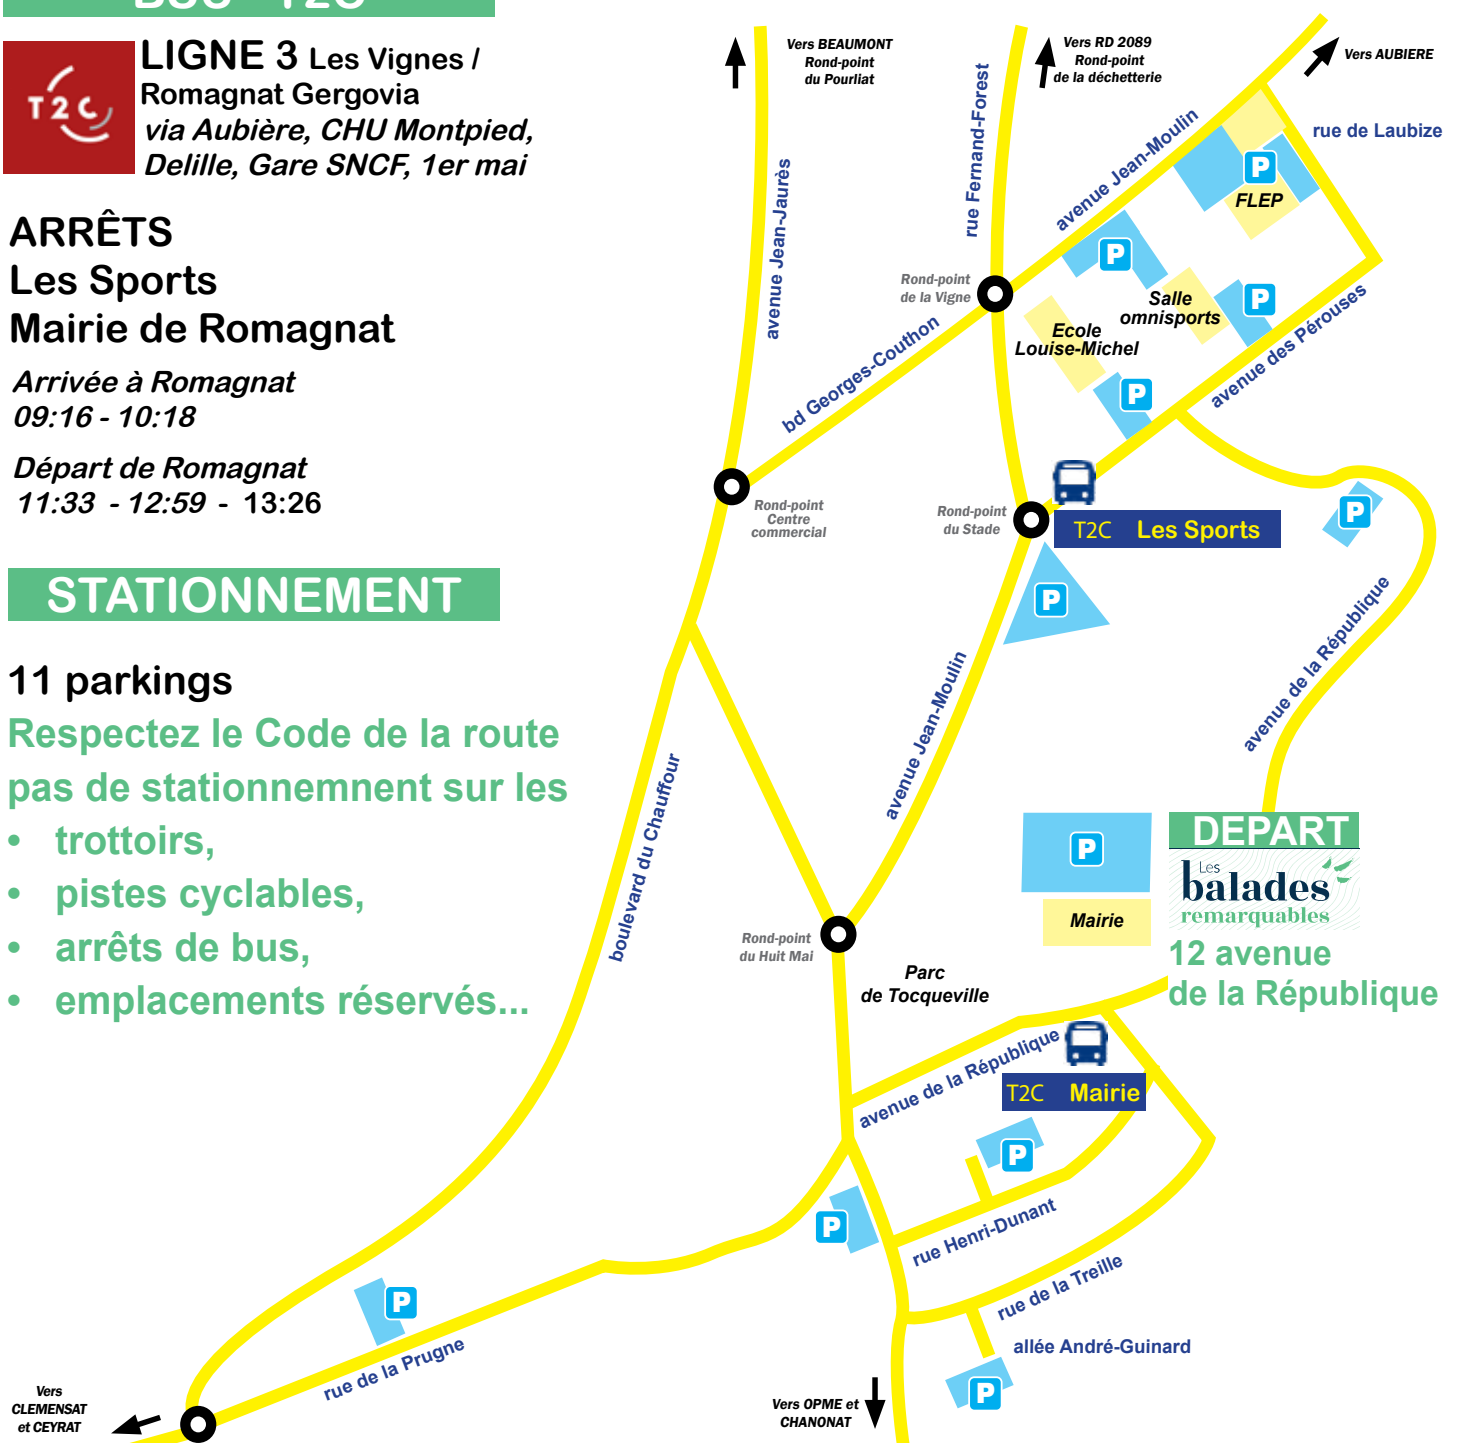 BUS - T2C
T2C
LIGNE 3 Les Vignes /
Romagnat Gergovia
via Aubière, CHU Montpied,
Delille, Gare SNCF, 1er mai
ARRÊTS
Les Sports
Mairie de Romagnat
Arrivée à Romagnat
09:16 - 10:18
Départ de Romagnat
11:33 - 12:59 - 13:26
STATIONNEMENT
11 parkings
Respectez le Code de la route
pas de stationnemnent sur les
• trottoirs,
• pistes cyclables,
• arrêts de bus,
• emplacements réservés...
Vers BEAUMONT
Rond-point
du Pourliat
Vers RD 2089
Rond-point
de la déchetterie
Vers AUBIERE
rue de Laubize
avenue Jean-Jaurès
rue Fernand-Forest
avenue Jean-Moulin
P
FLEP
P
Rond-point
de la Vigne
Salle
omnisports
P
Ecole
Louise-Michel
avenue des Pérouses
bd Georges-Couthon
P
Rond-point
Centre
commercial
Rond-point
du Stade
T2C Les Sports
P
P
avenue de la République
avenue Jean-Moulin
boulevard du Chauffour
P
Mairie
DEPART
Les
balades
remarquables
12 avenue
de la République
Rond-point
du Huit Mai
Parc
de Tocqueville
avenue de la République
T2C Mairie
P
P
rue Henri-Dunant
rue de la Treille
allée André-Guinard
P
P
rue de la Prugne
Vers
CLEMENSAT
et CEYRAT
Vers OPME et
CHANONAT